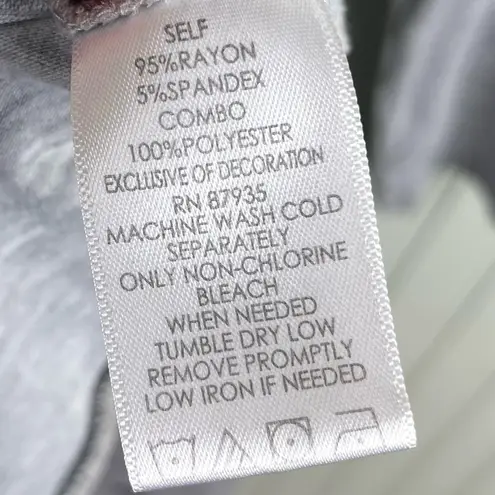 SELF
95%RAYON
5%SPANDEX
COMBO
100%POLYESTER
EXCLUSIVE OF DECORATION
RN 87935
MACHINE WASH COLD
SEPARATELY
ONLY NON-CHLORINE
BLEACH
WHEN NEEDED
TUMBLE DRY LOW
REMOVE PROMPTLY
LOW IRON IF NEEDED